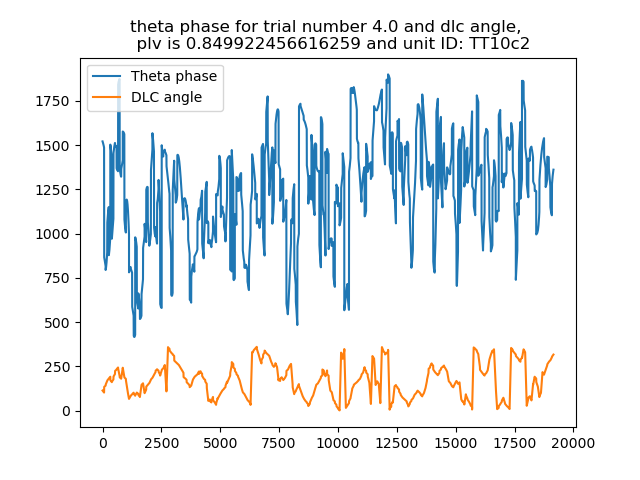 theta phase for trial number 4.0 and dlc angle,
plv is 0.849922456616259 and unit ID: TT10c2
Theta phase
DLC angle
1750
1500
1250
1000
750
500
250
0
0 2500 5000 7500 10000 12500 15000 17500 20000